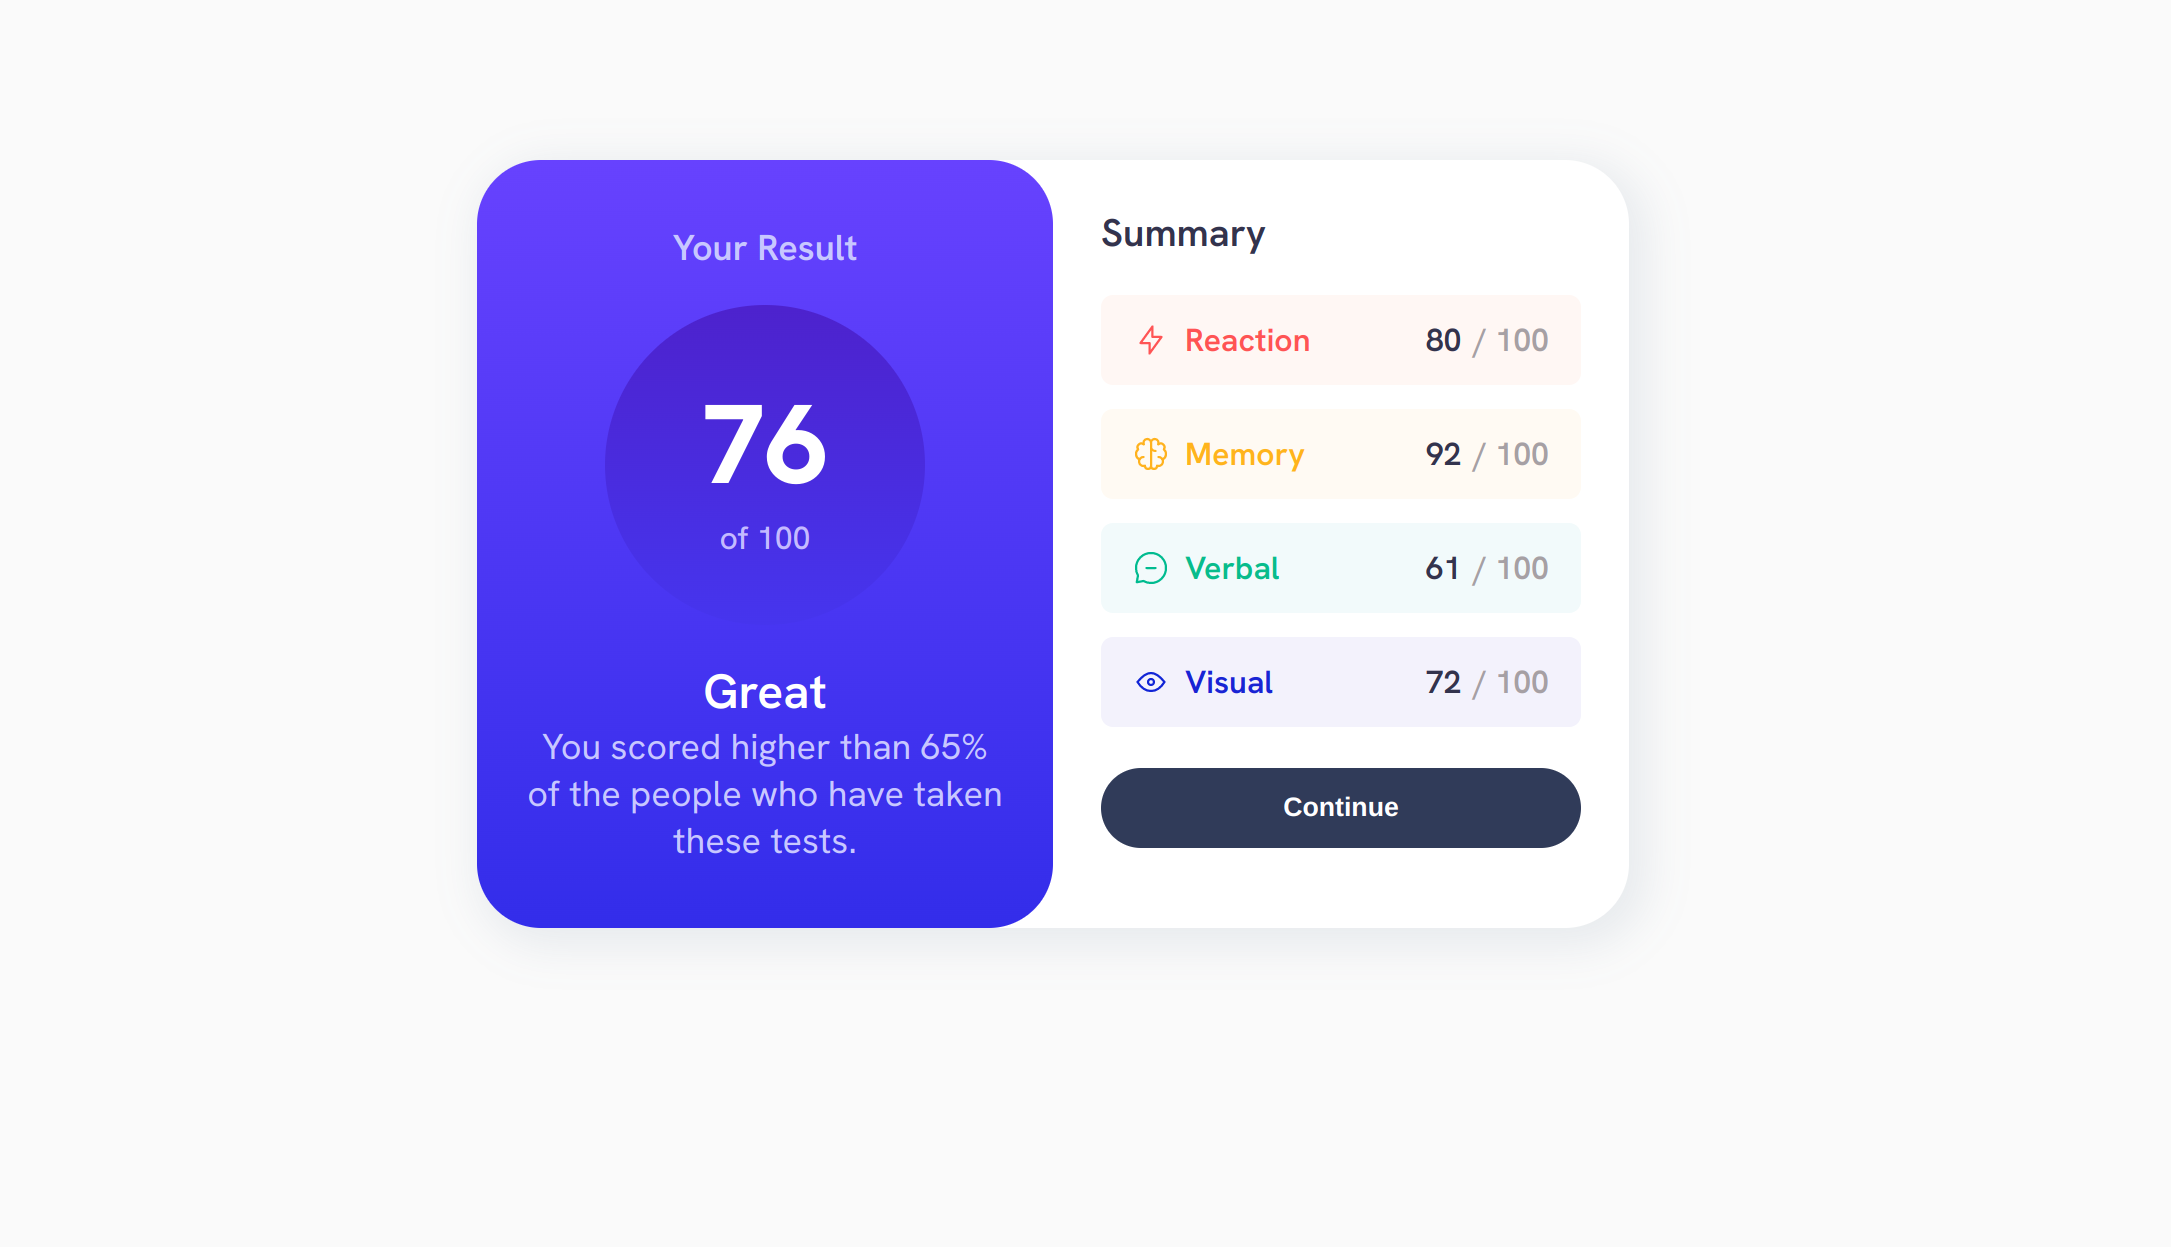 Your Result
76
of 100
Great
You scored higher than 65%
of the people who have taken
these tests.
Summary
Reaction 80 / 100
Memory 92 / 100
Verbal 61 / 100
Visual 72 / 100
Continue